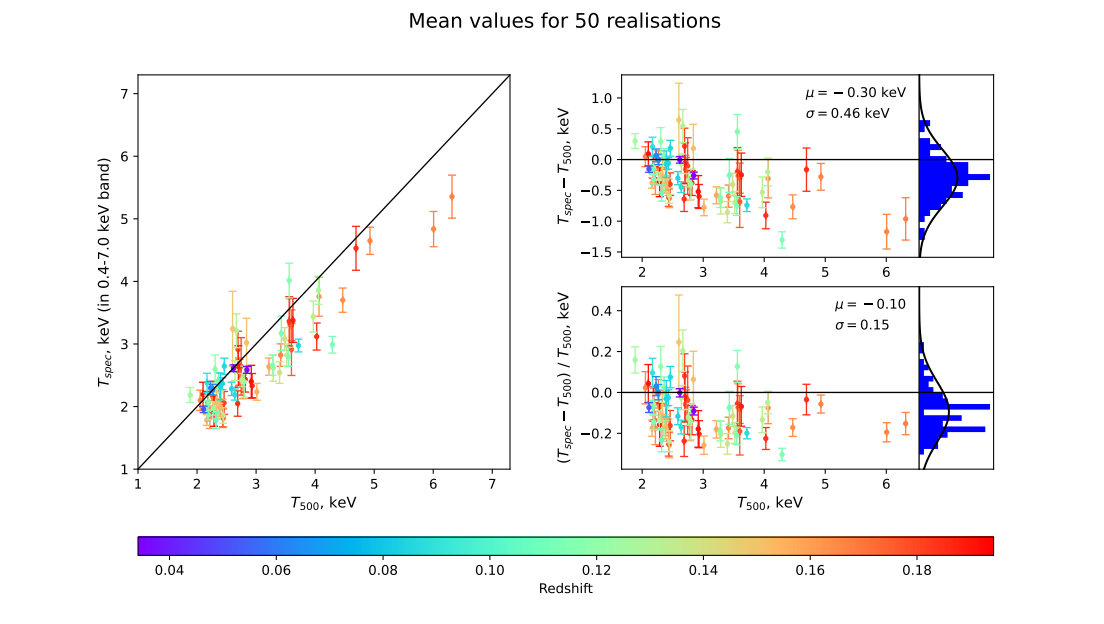 Mean values for 50 realisations
7
6
5
4
3
2
1
T_spec, keV (in 0.4-7.0 keV band)
1 2 3 4 5 6 7
T_500, keV
μ = −0.30 keV
σ = 0.46 keV
1.0
0.5
0.0
−0.5
−1.0
−1.5
T_spec − T_500, keV
2 3 4 5 6
μ = −0.10
σ = 0.15
0.4
0.2
0.0
−0.2
(T_spec − T_500) / T_500, keV
2 3 4 5 6
T_500, keV
0.04 0.06 0.08 0.10 0.12 0.14 0.16 0.18
Redshift